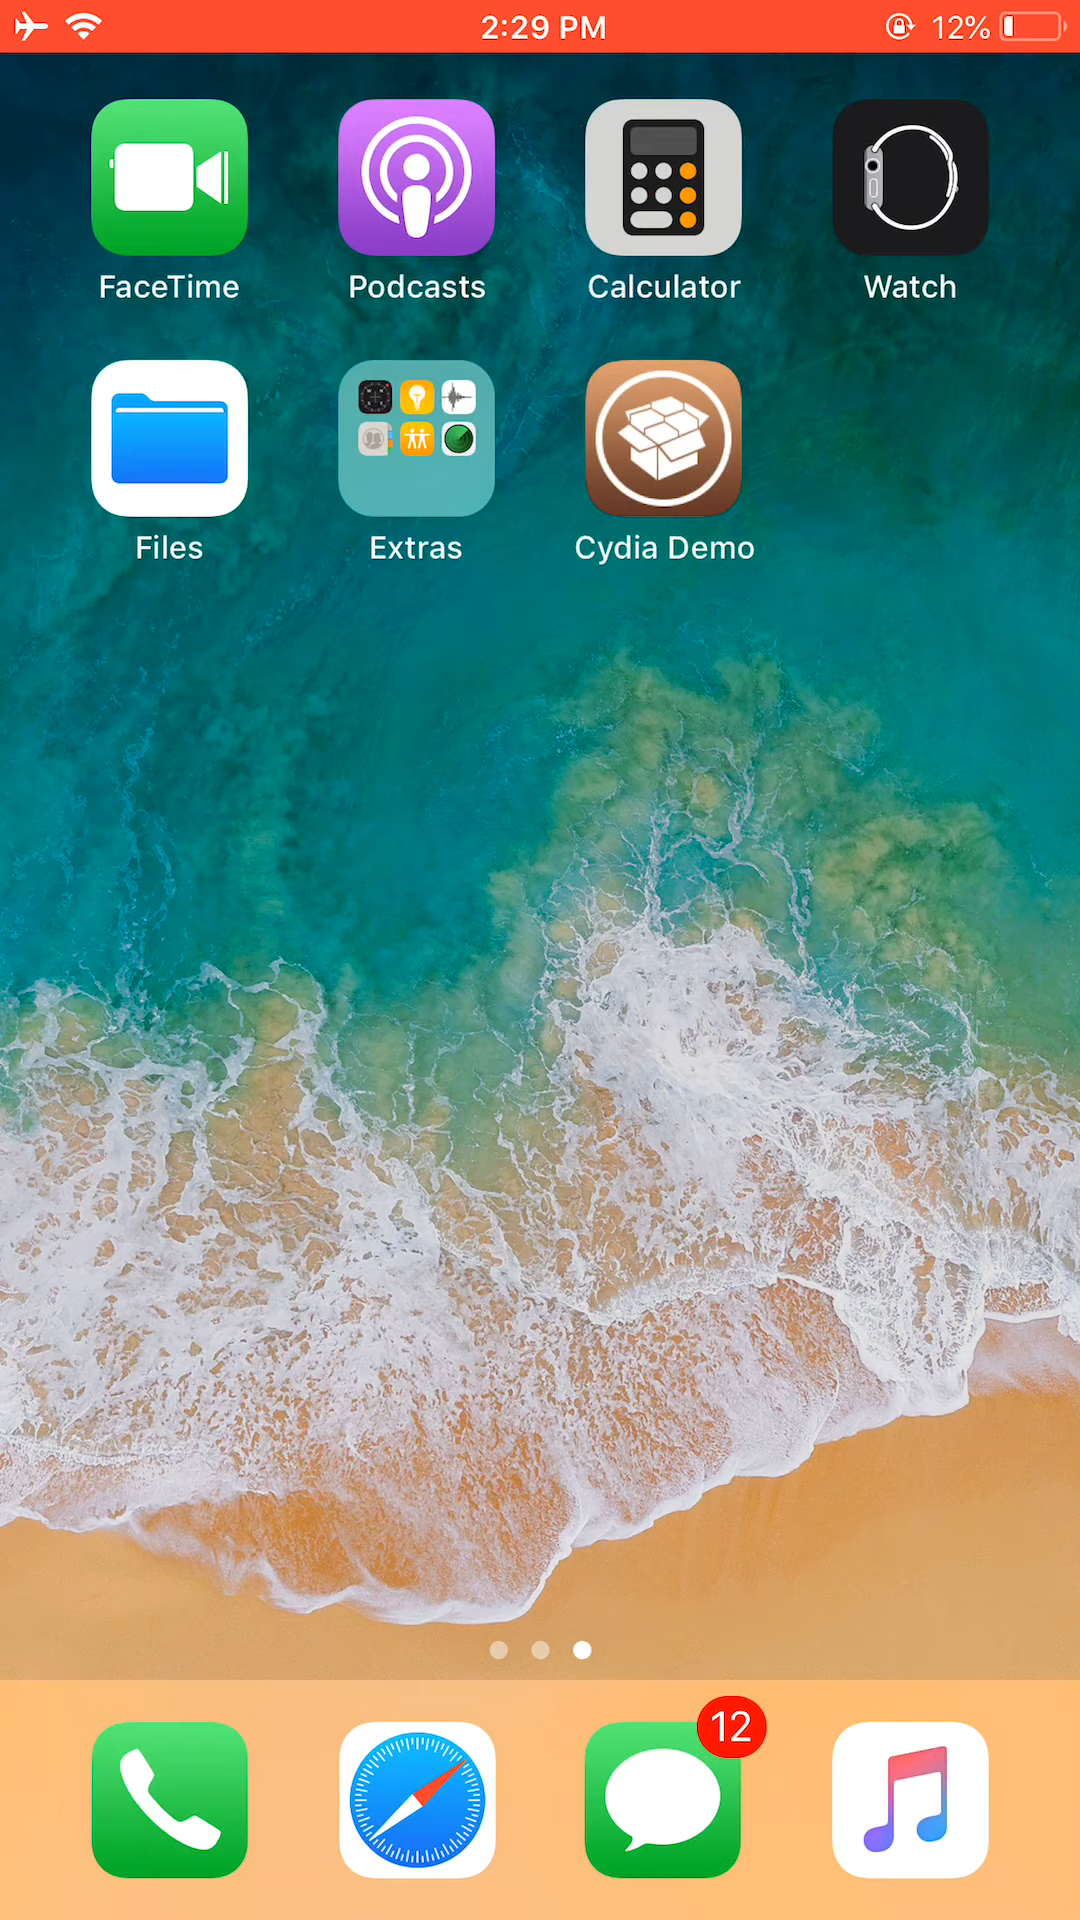 2:29 PM
12%
FaceTime
Podcasts
Calculator
Watch
Files
Extras
Cydia Demo
12